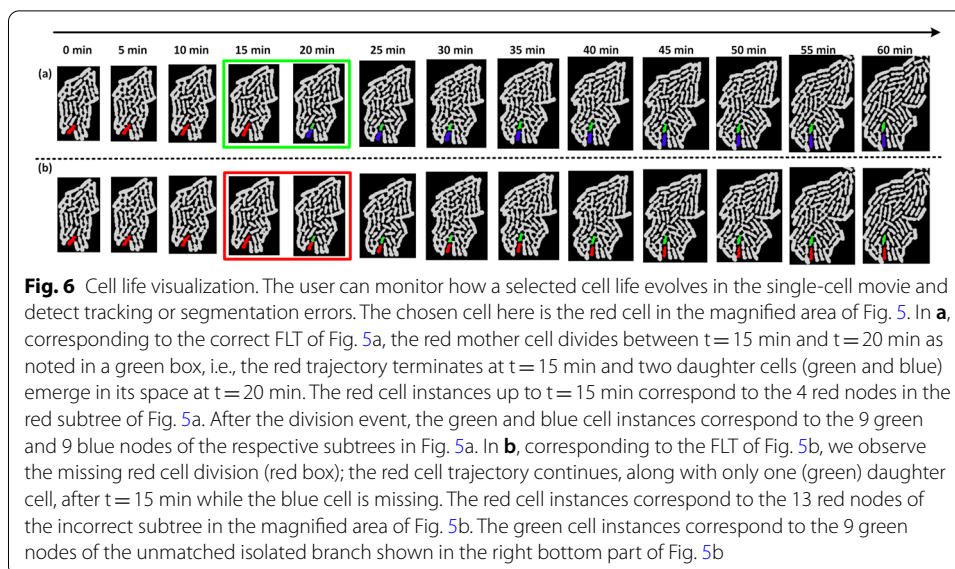 0 min 5 min 10 min 15 min 20 min 25 min 30 min 35 min 40 min 45 min 50 min 55 min 60 min
(a)
(b)
Fig. 6 Cell life visualization. The user can monitor how a selected cell life evolves in the single-cell movie and
detect tracking or segmentation errors. The chosen cell here is the red cell in the magnified area of Fig. 5. In a,
corresponding to the correct FLT of Fig. 5a, the red mother cell divides between t = 15 min and t = 20 min as
noted in a green box, i.e., the red trajectory terminates at t = 15 min and two daughter cells (green and blue)
emerge in its space at t = 20 min. The red cell instances up to t = 15 min correspond to the 4 red nodes in the
red subtree of Fig. 5a. After the division event, the green and blue cell instances correspond to the 9 green
and 9 blue nodes of the respective subtrees in Fig. 5a. In b, corresponding to the FLT of Fig. 5b, we observe
the missing red cell division (red box); the red cell trajectory continues, along with only one (green) daughter
cell, after t = 15 min while the blue cell is missing. The red cell instances correspond to the 13 red nodes of
the incorrect subtree in the magnified area of Fig. 5b. The green cell instances correspond to the 9 green
nodes of the unmatched isolated branch shown in the right bottom part of Fig. 5b